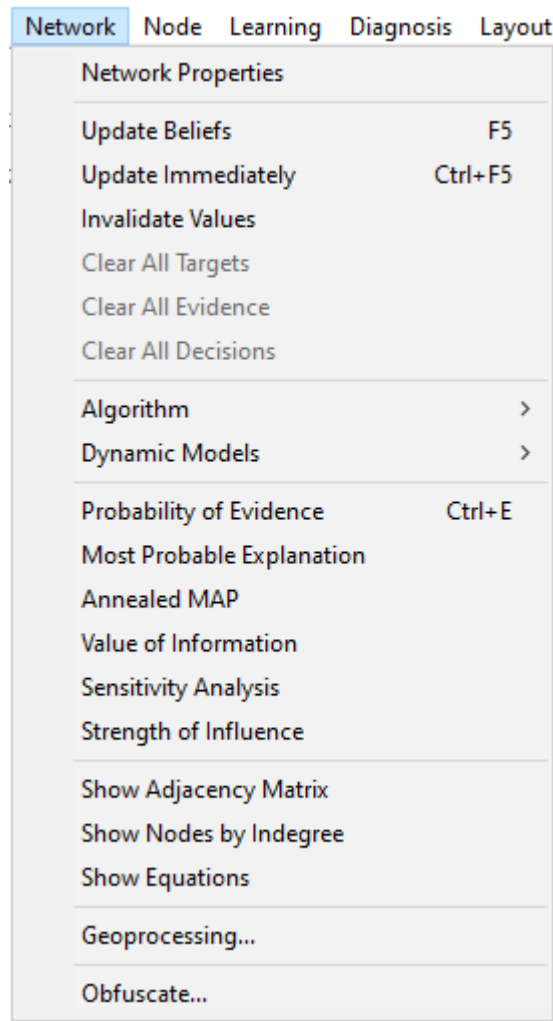 Network Node Learning Diagnosis Layout
Network Properties
Update Beliefs F5
Update Immediately Ctrl+F5
Invalidate Values
Clear All Targets
Clear All Evidence
Clear All Decisions
Algorithm >
Dynamic Models >
Probability of Evidence Ctrl+E
Most Probable Explanation
Annealed MAP
Value of Information
Sensitivity Analysis
Strength of Influence
Show Adjacency Matrix
Show Nodes by Indegree
Show Equations
Geoprocessing...
Obfuscate...